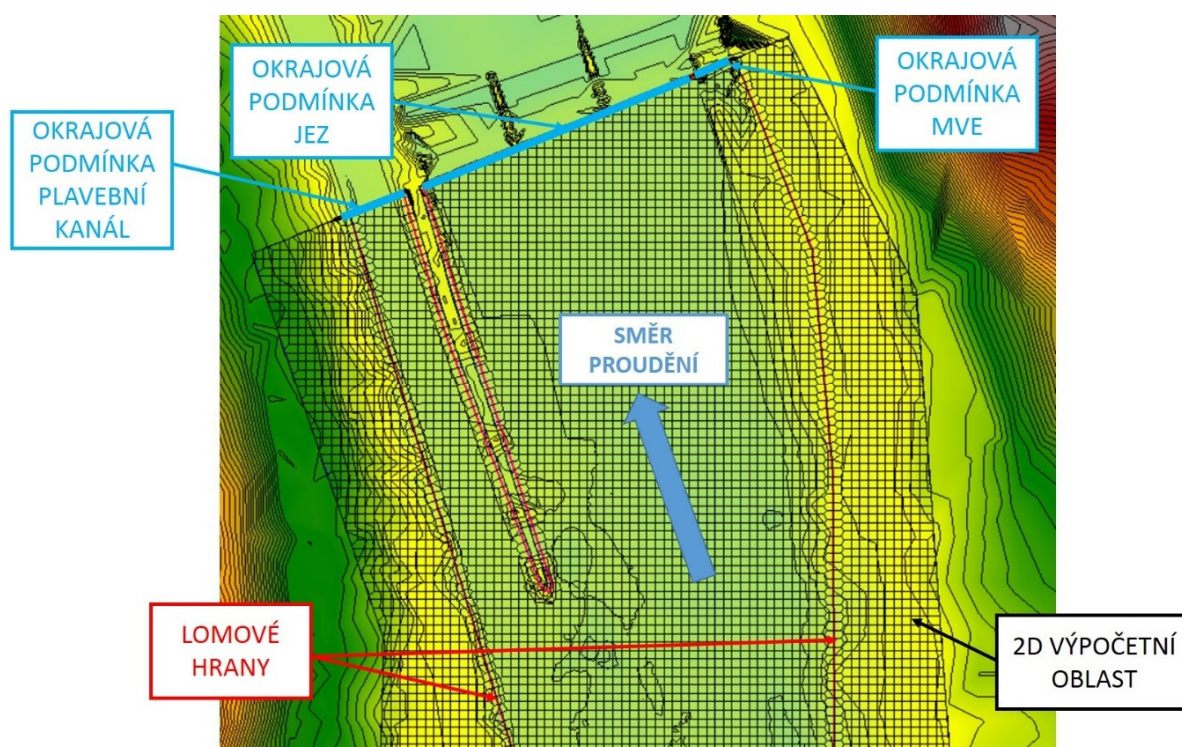 OKRAJOVÁ
PODMÍNKA
JEZ
OKRAJOVÁ
PODMÍNKA
MVE
OKRAJOVÁ
PODMÍNKA
PLAVEBNÍ
KANÁL
SMĚR
PROUDĚNÍ
LOMOVÉ
HRANY
2D VÝPOČETNÍ
OBLAST